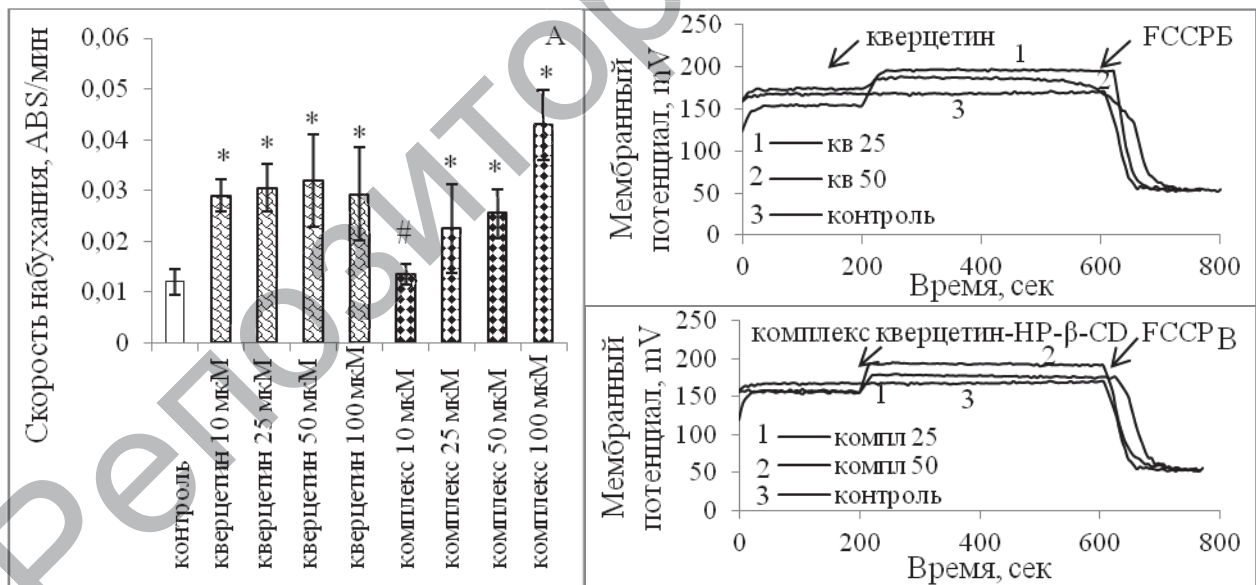 А
Скорость набухания, ABS/мин
0,06
0,05
0,04
0,03
0,02
0,01
0
*
*
*
*
#
*
*
*
контроль
кверцетин 10 мкМ
кверцетин 25 мкМ
кверцетин 50 мкМ
кверцетин 100 мкМ
комплекс 10 мкМ
комплекс 25 мкМ
комплекс 50 мкМ
комплекс 100 мкМ
Мембранный
потенциал, mV
250
200
150
100
50
0
кверцетин
FCCP
Б
1
2
3
1 кв 25
2 кв 50
3 контроль
0 200 400 600 800
Время, сек
Мембранный
потенциал, mV
250
200
150
100
50
0
комплекс кверцетин-HP-β-CD
FCCP
В
2
1
3
1 компл 25
2 компл 50
3 контроль
0 200 400 600 800
Время, сек
Репозитор